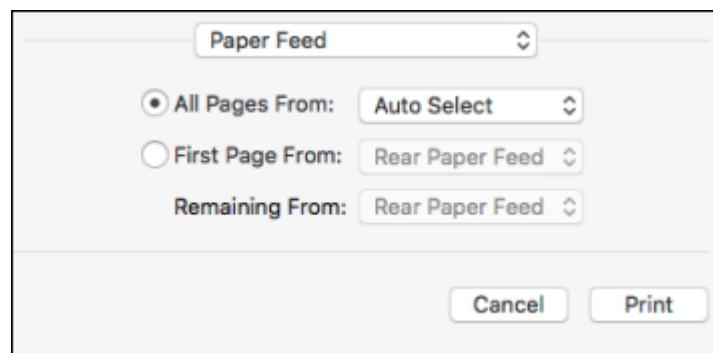 Paper Feed
All Pages From: Auto Select
First Page From: Rear Paper Feed
Remaining From: Rear Paper Feed
Cancel Print